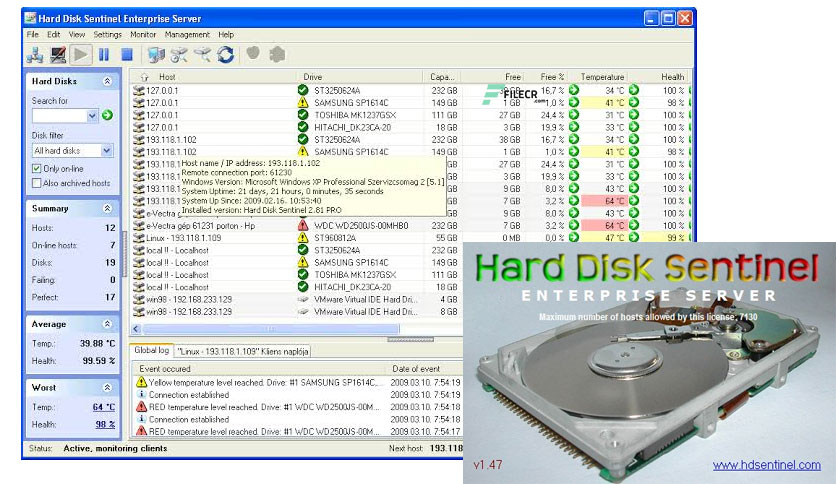 Hard Disk Sentinel Enterprise Server
File Edit View Settings Monitor Management Help
Hard Disks
Search for
Disk filter
All hard disks
Only on-line
Also archived hosts
Summary
Hosts: 12
On-line hosts: 7
Disks: 19
Failing: 0
Perfect: 17
Average
Temp.: 39.88 °C
Health: 99.59 %
Worst
Temp.: 64 °C
Health: 98 %
Host Drive Capa... Free Free % Temperature Health
127.0.0.1 ST3250624A 232 GB 16,7 % 34 °C 100 %
FILECR
.com
127.0.0.1 SAMSUNG SP1614C 149 GB 1 GB 1,0 % 41 °C 98 %
127.0.0.1 TOSHIBA MK1237GSX 111 GB 27 GB 24,4 % 31 °C 100 %
127.0.0.1 HITACHI_DK23CA-20 18 GB 3 GB 19,9 % 33 °C 100 %
193.118.1.102 ST3250624A 232 GB 38 GB 16,7 % 34 °C 100 %
193.118.1.102 SAMSUNG SP1614C 149 GB 1 GB 1,0 % 41 °C 98 %
193.118.1 111 GB 27 GB 24,4 % 31 °C 100 %
193.118.1 18 GB 3 GB 19,9 % 33 °C 100 %
193.118.1 9 GB 8,0 % 43 °C 100 %
193.118.1 7 GB 3,2 % 64 °C 100 %
Host name / IP address: 193.118.1.102
Remote connection port: 61230
Windows Version: Microsoft Windows XP Professional Szervizcsomag 2 [5.1]
System Uptime: 21 days, 21 hours, 0 minutes, 35 seconds
System Up Since: 2009.02.16. 10:53:40
Installed version: Hard Disk Sentinel 2.81 PRO
e-Vectra g 9 GB 8,0 % 43 °C 100 %
e-Vectra gép 61231 porton - Hp WDC WD2500JS-00MHB0 232 GB 7 GB 3,2 % 64 °C 100 %
Linux - 193.118.1.109 ST960812A 55 GB 0 MB 0,0 % 47 °C 99 %
local !! - Localhost ST3250624A 232 GB
local !! - Localhost SAMSUNG SP1614C 149 GB
local !! - Localhost TOSHIBA MK1237GSX 111 GB
local !! - Localhost HITACHI_DK23CA-20 18 GB
win98 - 192.168.233.129 VMware Virtual IDE Hard Dri... 4 GB
win98 - 192.168.233.129 VMware Virtual IDE Hard Dri... 8 GB
Global log "Linux - 193.118.1.109" Kliens naplója
Event occured Date of event
Yellow temperature level reached. Drive: #1 SAMSUNG SP1614C,... 2009.03.10. 7:54:19
Connection established 2009.03.10. 7:54:19
RED temperature level reached. Drive: #1 WDC WD2500JS-00M... 2009.03.10. 7:54:18
Connection established 2009.03.10. 7:54:18
RED temperature level reached. Drive: #1 WDC WD2500JS-00M... 2009.03.10. 7:54:17
Status: Active, monitoring clients Next host: 193.118
Hard Disk Sentinel
ENTERPRISE SERVER
Maximum number of hosts allowed by this license: 7130
v1.47
www.hdsentinel.com